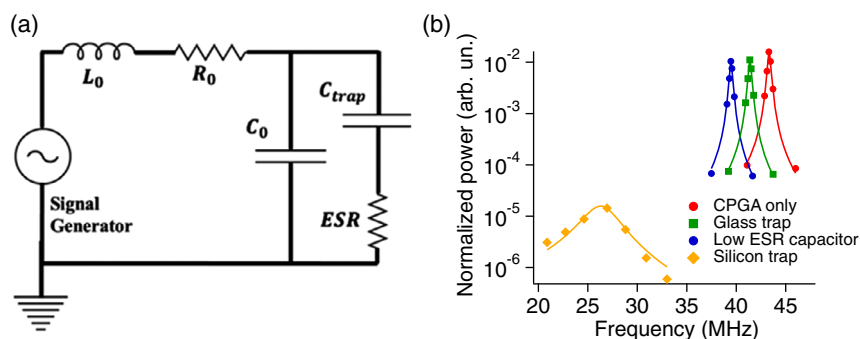 (a)
L₀
R₀
C_trap
C₀
Signal
Generator
ESR
(b)
Normalized power (arb. un.)
10⁻²
10⁻³
10⁻⁴
10⁻⁵
10⁻⁶
CPGA only
Glass trap
Low ESR capacitor
Silicon trap
20 25 30 35 40 45
Frequency (MHz)